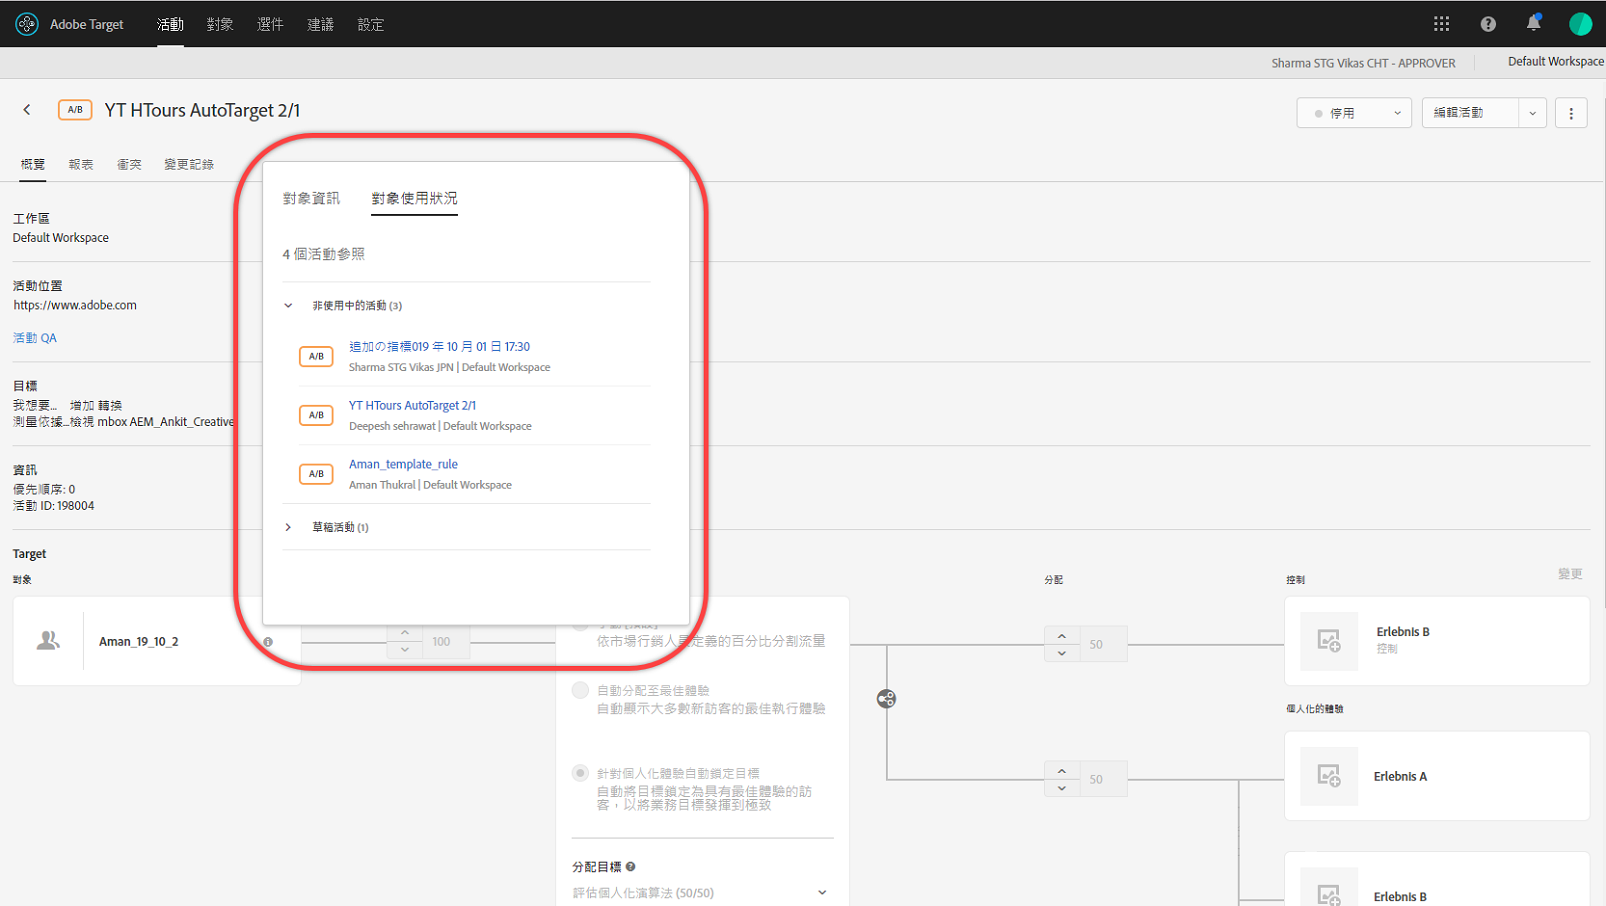 Adobe Target
活動
對象
選件
建議
設定
Sharma STG Vikas CHT - APPROVER
Default Workspace
A/B
YT HTours AutoTarget 2/1
停用
編輯活動
概覽
報表
衝突
變更記錄
工作區
Default Workspace
活動位置
https://www.adobe.com
活動 QA
目標
我想要... 增加 轉換
測量依據...檢視 mbox AEM_Ankit_Creative
資訊
優先順序: 0
活動 ID: 198004
對象資訊
對象使用狀況
4 個活動參照
非使用中的活動 (3)
A/B
追加の指標019 年 10 月 01 日 17:30
Sharma STG Vikas JPN | Default Workspace
A/B
YT HTours AutoTarget 2/1
Deepesh sehrawat | Default Workspace
A/B
Aman_template_rule
Aman Thukral | Default Workspace
草稿活動 (1)
Target
對象
分配
控制
變更
Aman_19_10_2
100
依市場行銷人員定義的百分比分割流量
自動分配至最佳體驗
自動顯示大多數新訪客的最佳執行體驗
針對個人化體驗自動鎖定目標
自動將目標鎖定為具有最佳體驗的訪
客，以將業務目標發揮到極致
分配目標
評估個人化演算法 (50/50)
50
50
Erlebnis B
控制
個人化的體驗
Erlebnis A
Erlebnis B